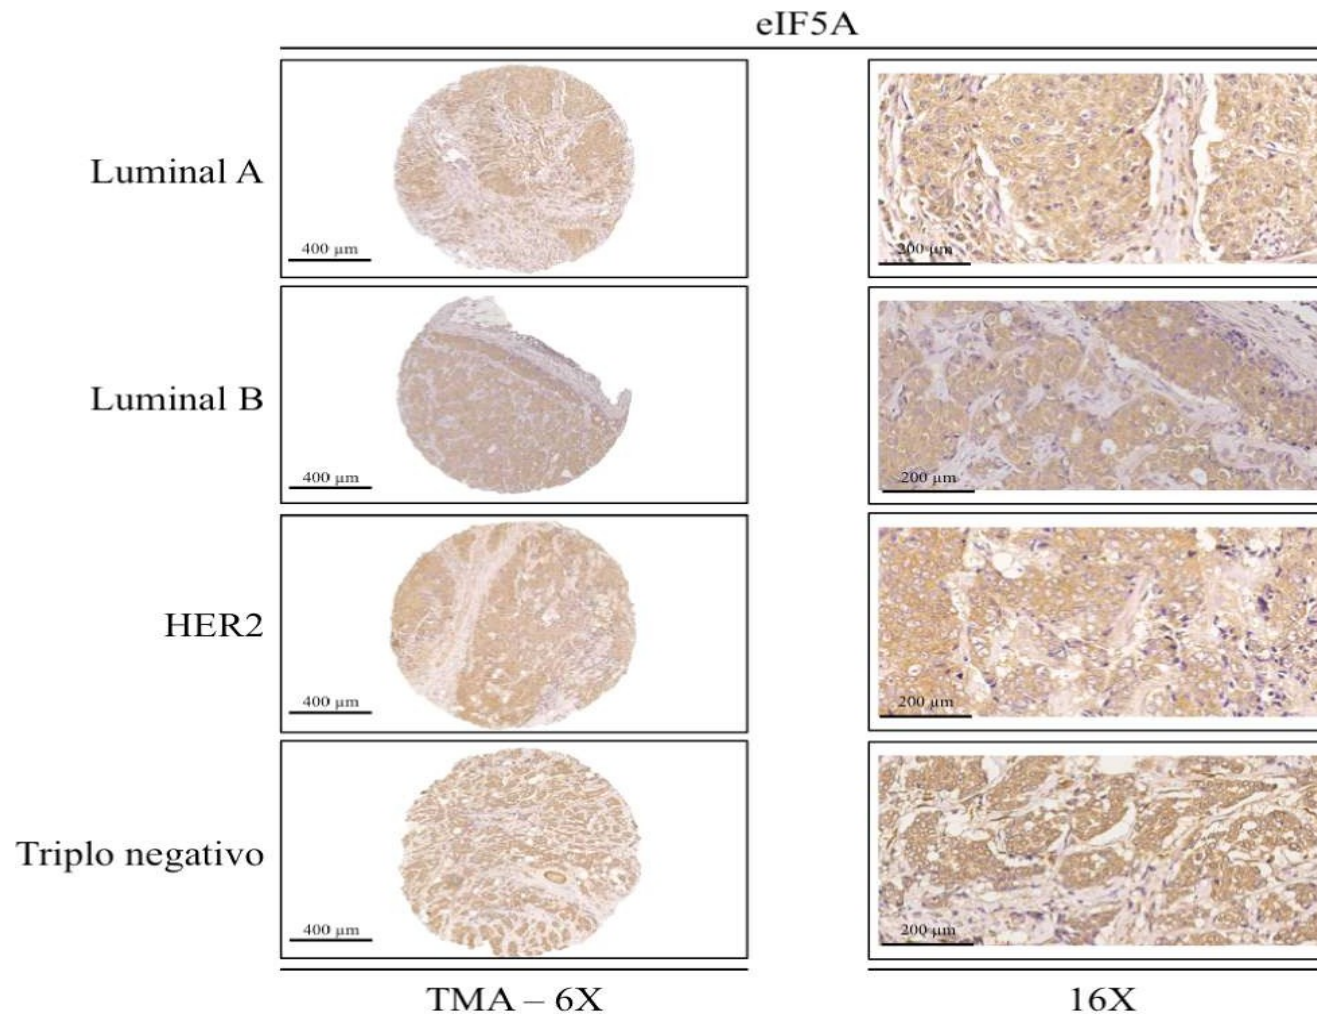 eIF5A
Luminal A
400 µm
200 µm
Luminal B
400 µm
200 µm
HER2
400 µm
200 µm
Triplo negativo
400 µm
200 µm
TMA – 6X
16X